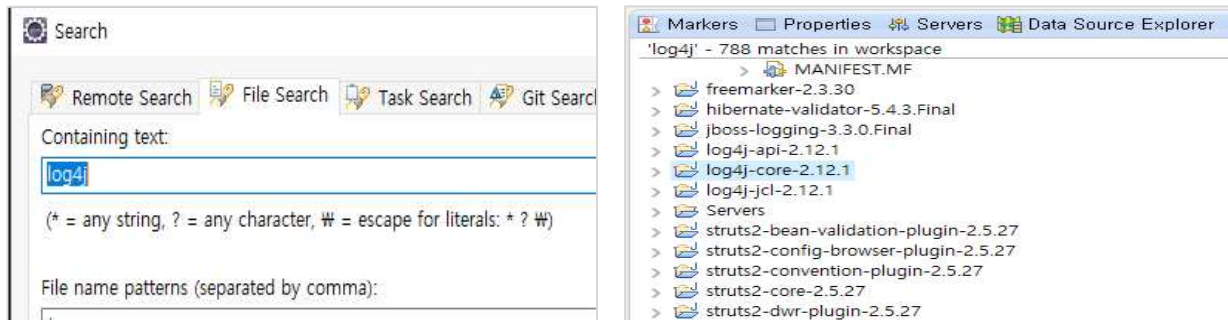 Search
Remote Search File Search Task Search Git Searc
Containing text:
log4j
(* = any string, ? = any character, ₩ = escape for literals: * ? ₩)
File name patterns (separated by comma):
Markers Properties Servers Data Source Explorer
'log4j' - 788 matches in workspace
> MANIFEST.MF
> freemarker-2.3.30
> hibernate-validator-5.4.3.Final
> jboss-logging-3.3.0.Final
> log4j-api-2.12.1
> log4j-core-2.12.1
> log4j-jcl-2.12.1
> Servers
> struts2-bean-validation-plugin-2.5.27
> struts2-config-browser-plugin-2.5.27
> struts2-convention-plugin-2.5.27
> struts2-core-2.5.27
> struts2-dwr-plugin-2.5.27